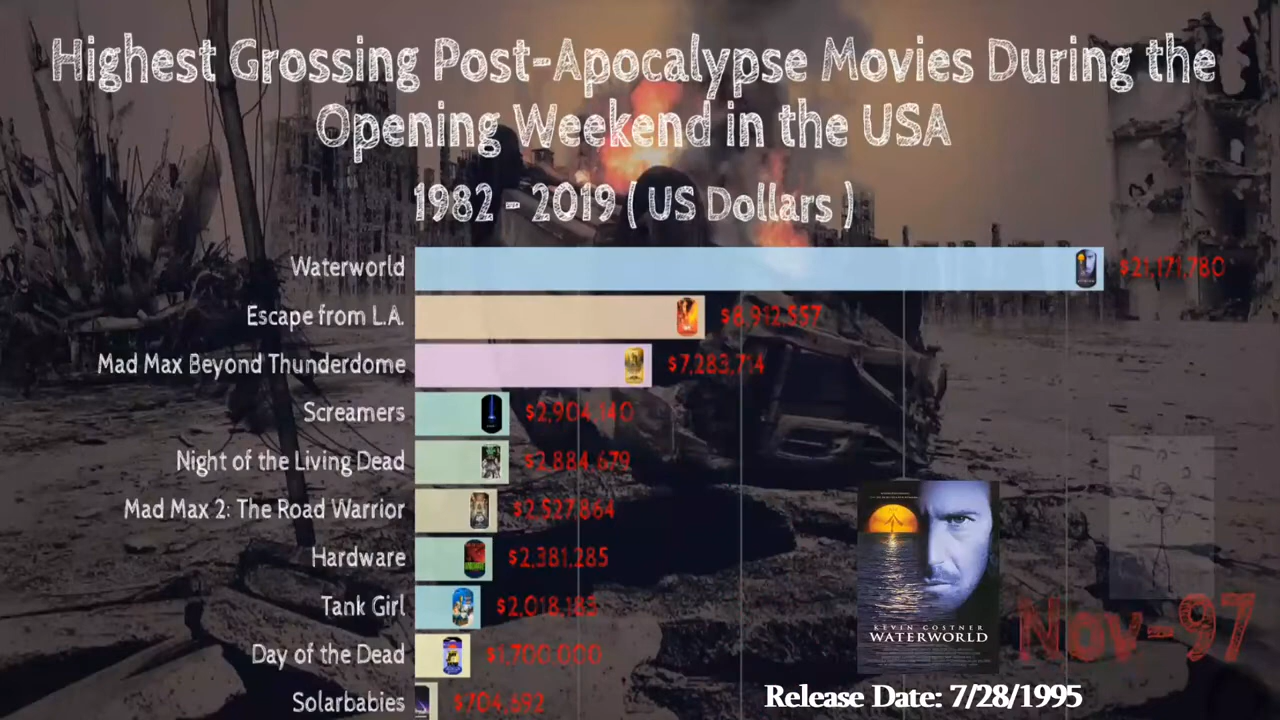 Highest Grossing Post-Apocalypse Movies During the
Opening Weekend in the USA
1982 - 2019 ( US Dollars )
Waterworld $21,171,780
Escape from L.A. $8,912,557
Mad Max Beyond Thunderdome $7,283,714
Screamers $2,904,140
Night of the Living Dead $2,884,679
Mad Max 2: The Road Warrior $2,527,864
Hardware $2,381,285
Tank Girl $2,018,183
Day of the Dead $1,700,000
Solarbabies $704,692
KEVIN COSTNER
WATERWORLD
Nov-97
Release Date: 7/28/1995